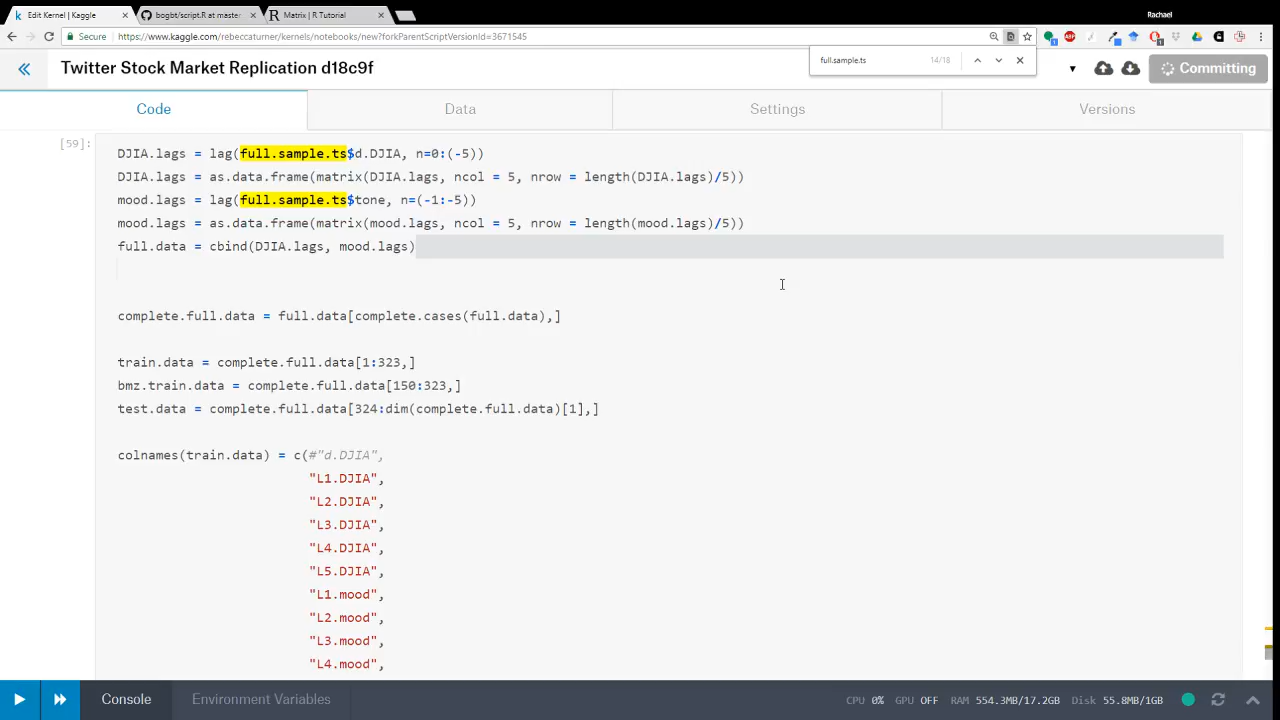 Edit Kernel | Kaggle
bogbt/script.R at master
Matrix | R Tutorial
Rachael
Secure https://www.kaggle.com/rebeccaturner/kernels/notebooks/new?forkParentScriptVersionId=3671545
Twitter Stock Market Replication d18c9f
full.sample.ts 14/18
Committing
Code Data Settings Versions
[59]:
DJIA.lags = lag(full.sample.ts$d.DJIA, n=0:(-5))
DJIA.lags = as.data.frame(matrix(DJIA.lags, ncol = 5, nrow = length(DJIA.lags)/5))
mood.lags = lag(full.sample.ts$tone, n=(-1:-5))
mood.lags = as.data.frame(matrix(mood.lags, ncol = 5, nrow = length(mood.lags)/5))
full.data = cbind(DJIA.lags, mood.lags)
complete.full.data = full.data[complete.cases(full.data),]
train.data = complete.full.data[1:323,]
bmz.train.data = complete.full.data[150:323,]
test.data = complete.full.data[324:dim(complete.full.data)[1],]
colnames(train.data) = c(#"d.DJIA",
"L1.DJIA",
"L2.DJIA",
"L3.DJIA",
"L4.DJIA",
"L5.DJIA",
"L1.mood",
"L2.mood",
"L3.mood",
"L4.mood",
Console Environment Variables CPU 0% GPU OFF RAM 554.3MB/17.2GB Disk 55.8MB/1GB